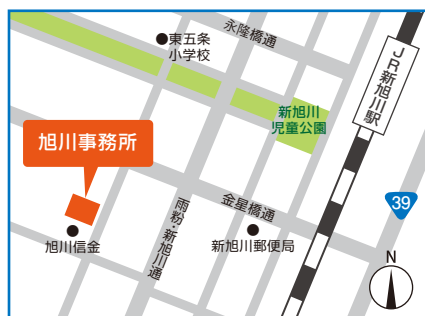 永隆橋通
東五条
小学校
JR新旭川駅
新旭川
児童公園
旭川事務所
39
金星橋通
雨粉・新旭川通
旭川信金
新旭川郵便局
N